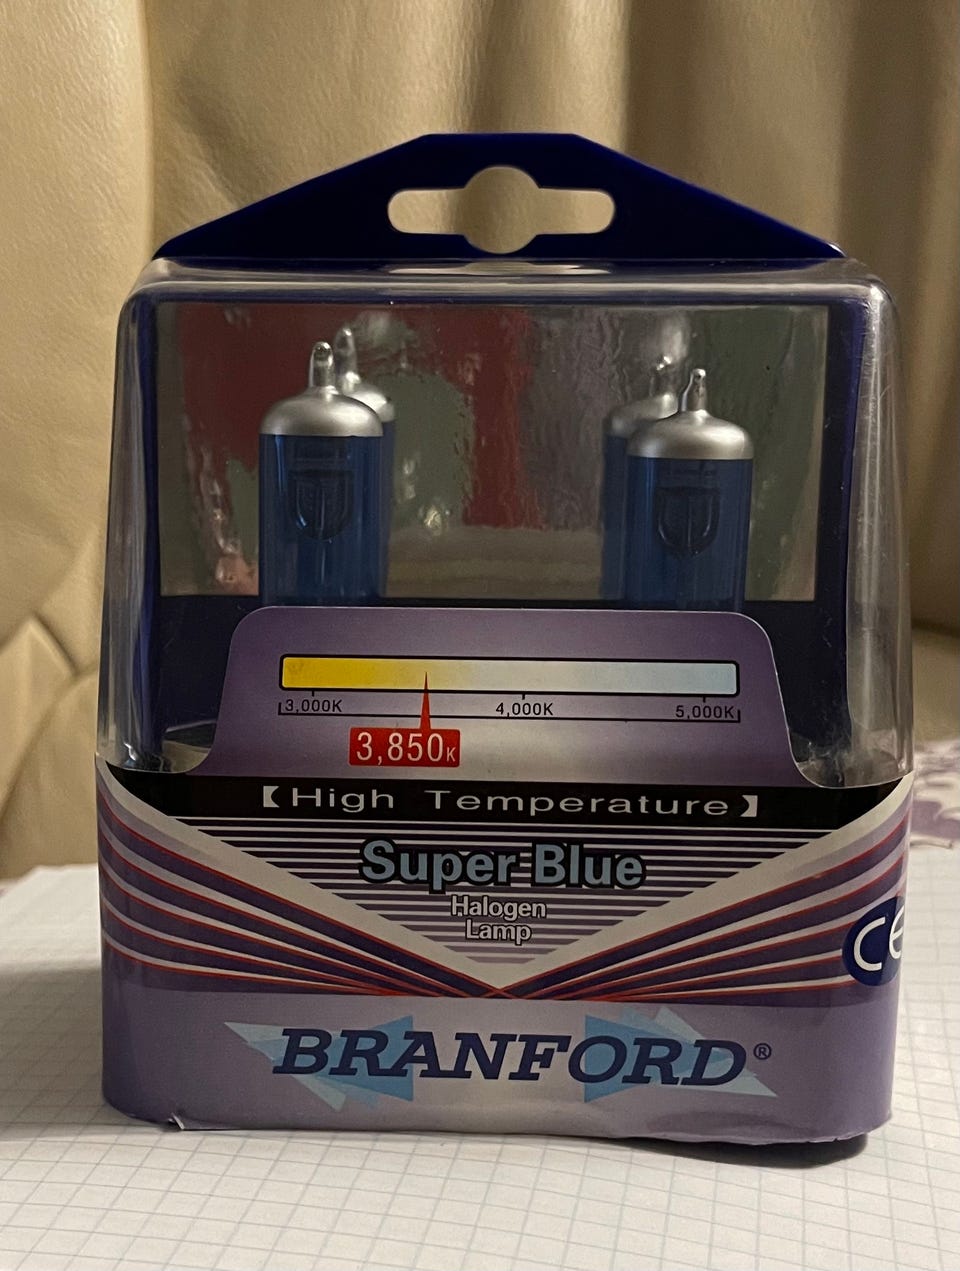 3,000K 4,000K 5,000K
3,850K
【High Temperature】
Super Blue
Halogen
Lamp
CE
BRANFORD®